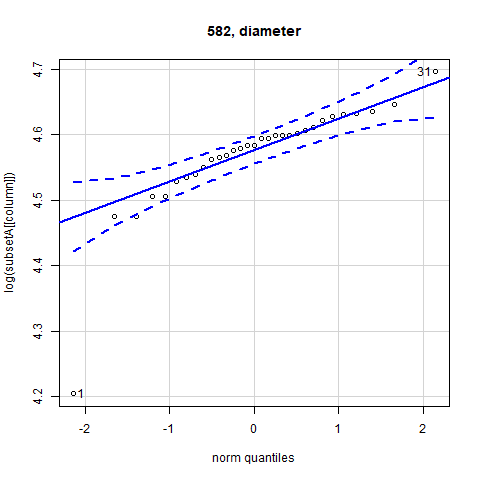 582, diameter
log(subsetA[[column]])
4.7
4.6
4.5
4.4
4.3
4.2
31
1
-2 -1 0 1 2
norm quantiles